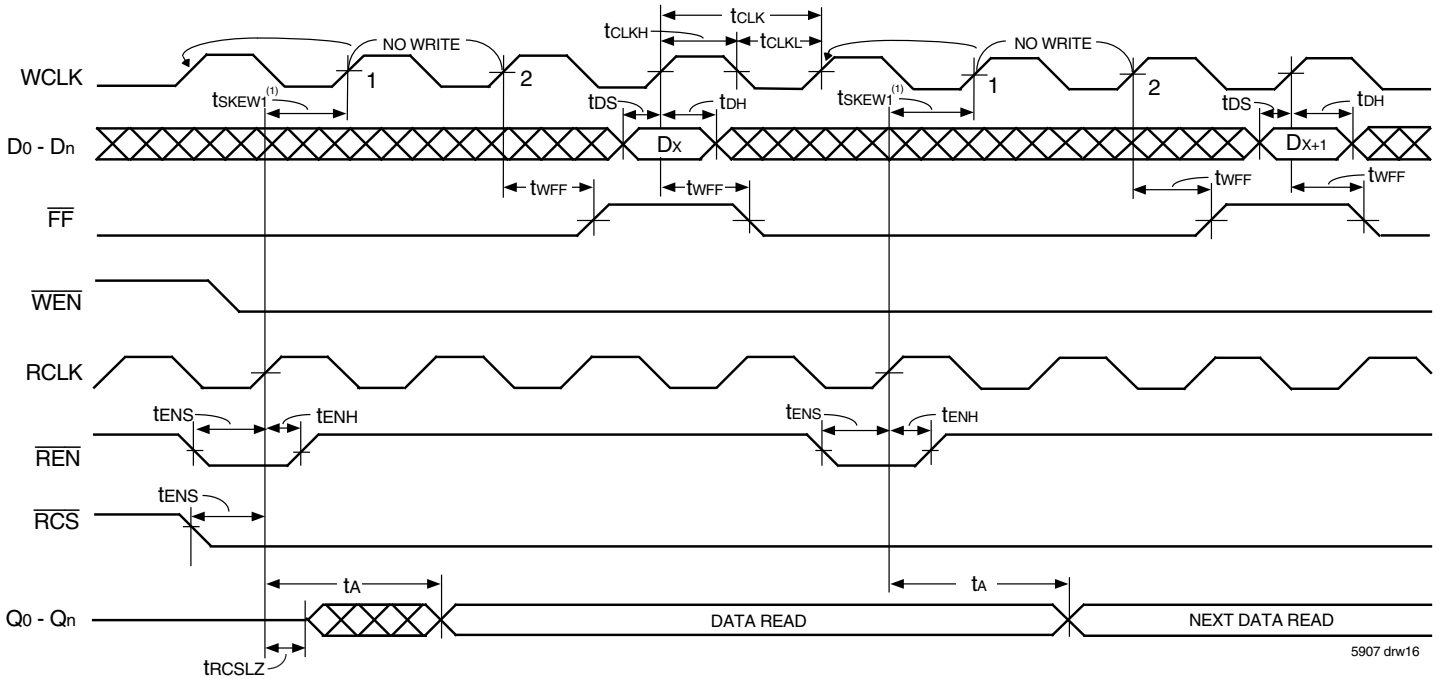 tCLK
tCLKH
tCLKL
NO WRITE
NO WRITE
WCLK
1
2
1
2
tSKEW1(1)
tDS
tDH
tSKEW1(1)
tDS
tDH
D0 - Dn
DX
DX+1
tWFF
tWFF
tWFF
tWFF
FF
WEN
RCLK
tENS
tENH
tENS
tENH
REN
tENS
RCS
tA
tA
Q0 - Qn
DATA READ
NEXT DATA READ
tRCSLZ
5907 drw16